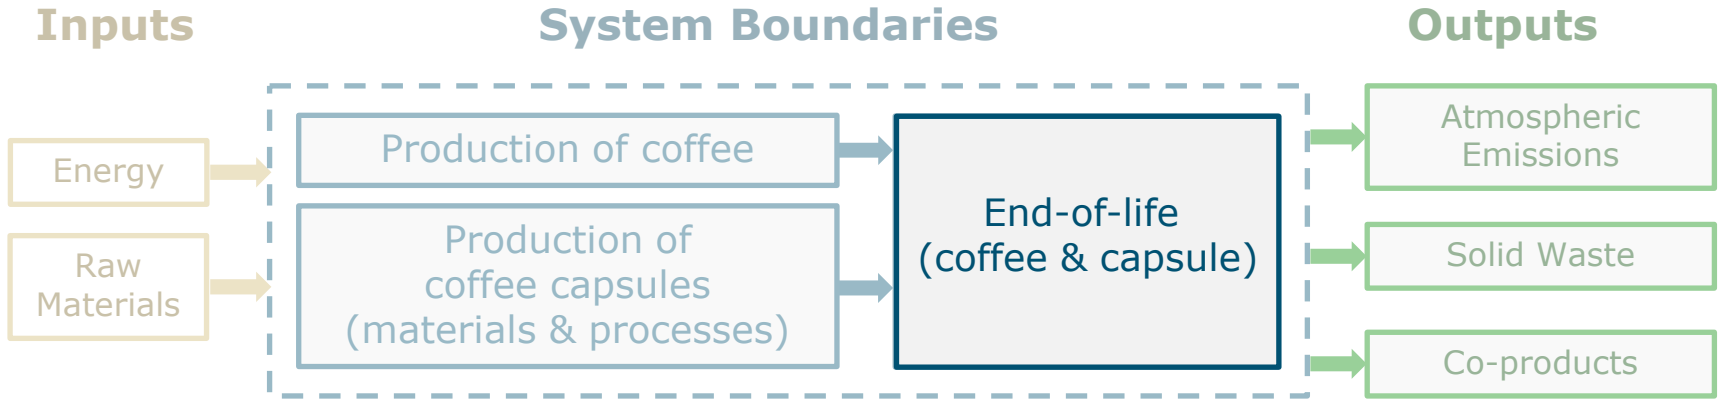 Inputs
System Boundaries
Outputs
Energy
Raw
Materials
Production of coffee
Production of
coffee capsules
(materials & processes)
End-of-life
(coffee & capsule)
Atmospheric
Emissions
Solid Waste
Co-products